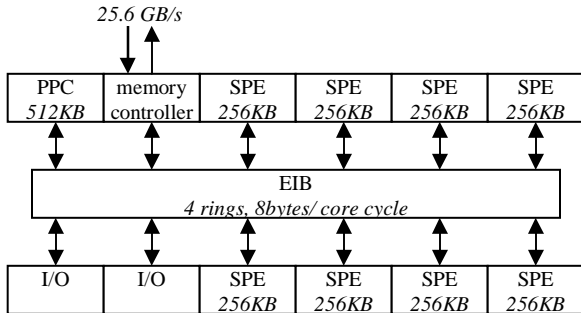 25.6 GB/s
PPC memory SPE SPE SPE SPE
512KB controller 256KB 256KB 256KB 256KB
EIB
4 rings, 8bytes/ core cycle
I/O I/O SPE SPE SPE SPE
256KB 256KB 256KB 256KB